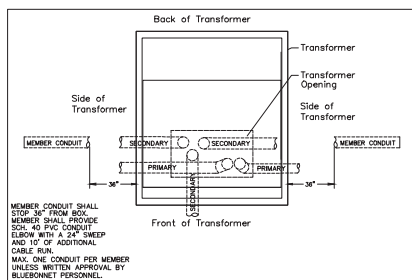 Back of Transformer
Transformer
Transformer
Opening
Side of
Transformer
Side of
Transformer
MEMBER CONDUIT
SECONDARY
SECONDARY
MEMBER CONDUIT
PRIMARY
PRIMARY
36"
36"
SECONDARY
MEMBER CONDUIT SHALL
STOP 36" FROM BOX.
MEMBER SHALL PROVIDE
SCH. 40 PVC CONDUIT
ELBOW WITH A 24" SWEEP
AND 10' OF ADDITIONAL
CABLE RUN.
MAX. ONE CONDUIT PER MEMBER
UNLESS WRITTEN APPROVAL BY
BLUEBONNET PERSONNEL.
Front of Transformer